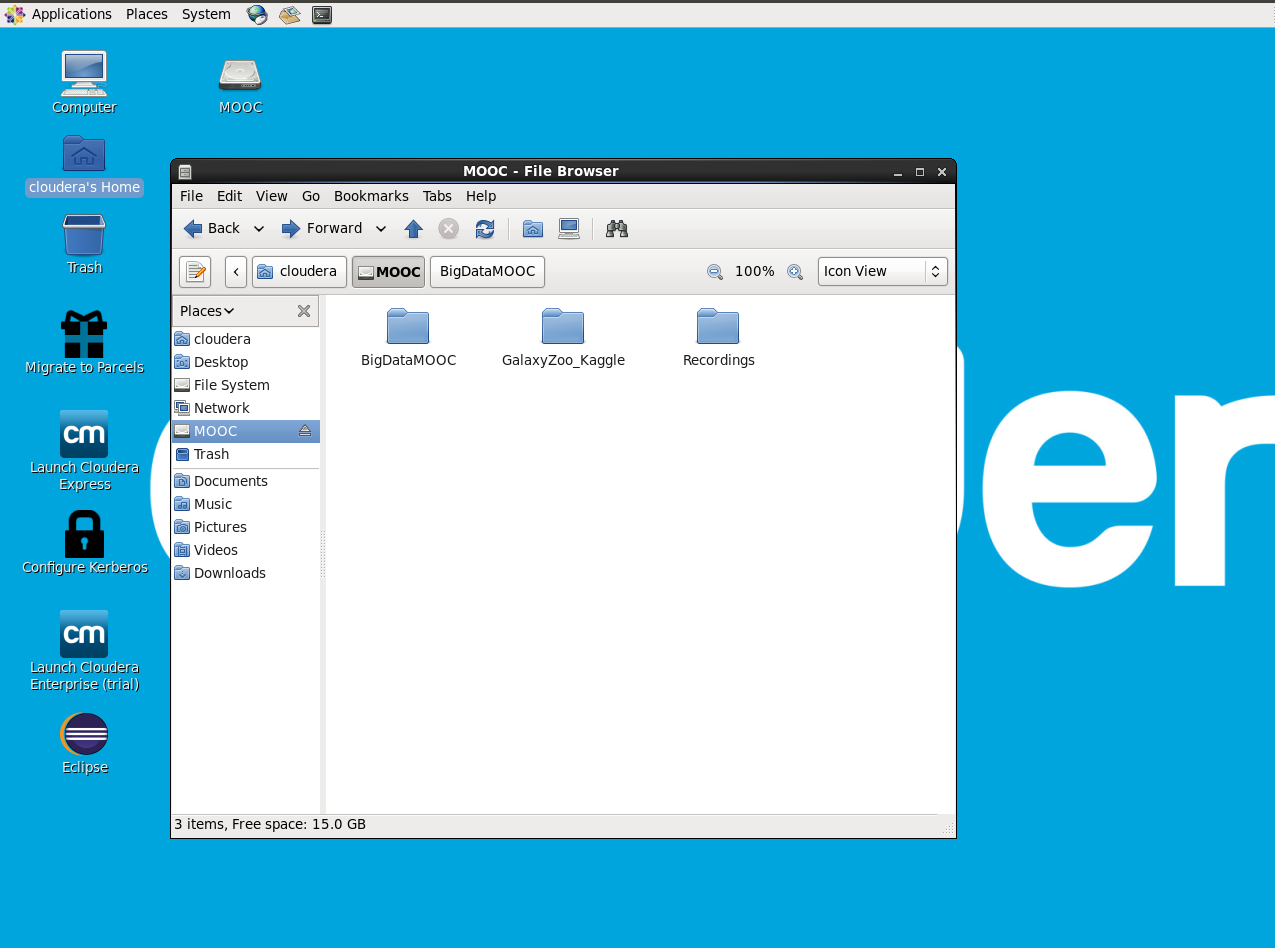 Applications Places System
Computer
MOOC
cloudera's Home
Trash
Migrate to Parcels
cm
Launch Cloudera
Express
Configure Kerberos
cm
Launch Cloudera
Enterprise (trial)
Eclipse
MOOC - File Browser
File Edit View Go Bookmarks Tabs Help
Back Forward
cloudera MOOC BigDataMOOC 100% Icon View
Places
cloudera
Desktop
File System
Network
MOOC
Trash
Documents
Music
Pictures
Videos
Downloads
BigDataMOOC GalaxyZoo_Kaggle Recordings
3 items, Free space: 15.0 GB
er